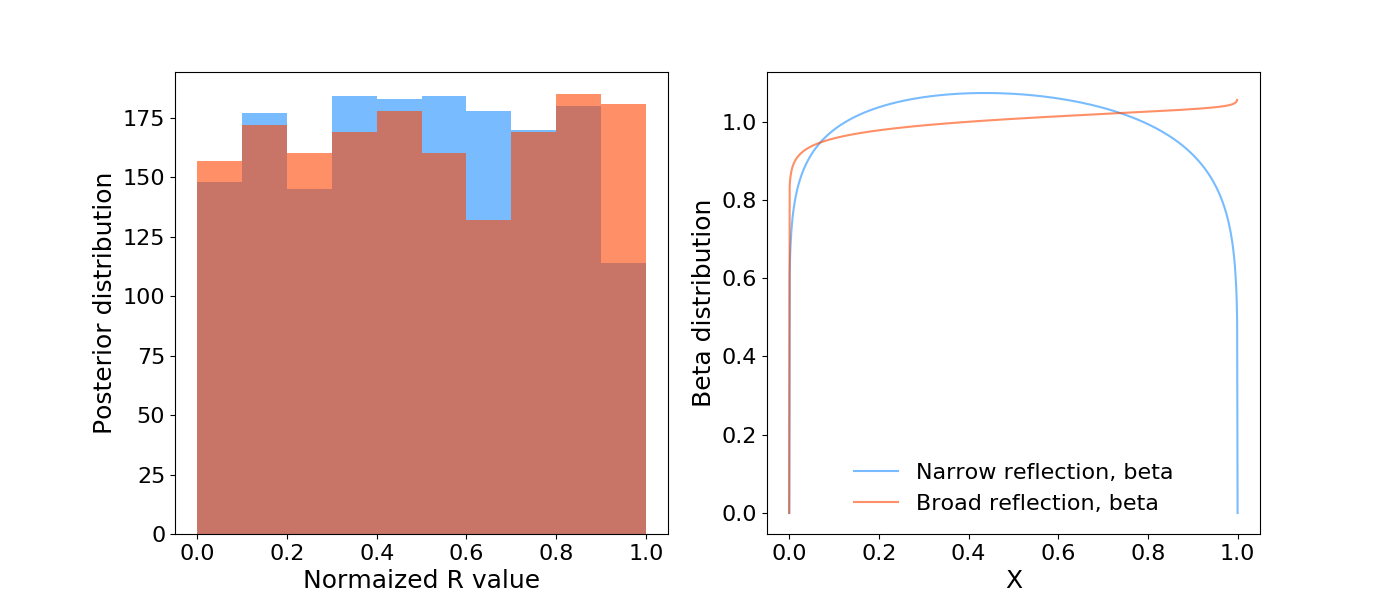 Posterior distribution
175
150
125
100
75
50
25
0
0.0 0.2 0.4 0.6 0.8 1.0
Normaized R value
Beta distribution
1.0
0.8
0.6
0.4
0.2
0.0
Narrow reflection, beta
Broad reflection, beta
0.0 0.2 0.4 0.6 0.8 1.0
X